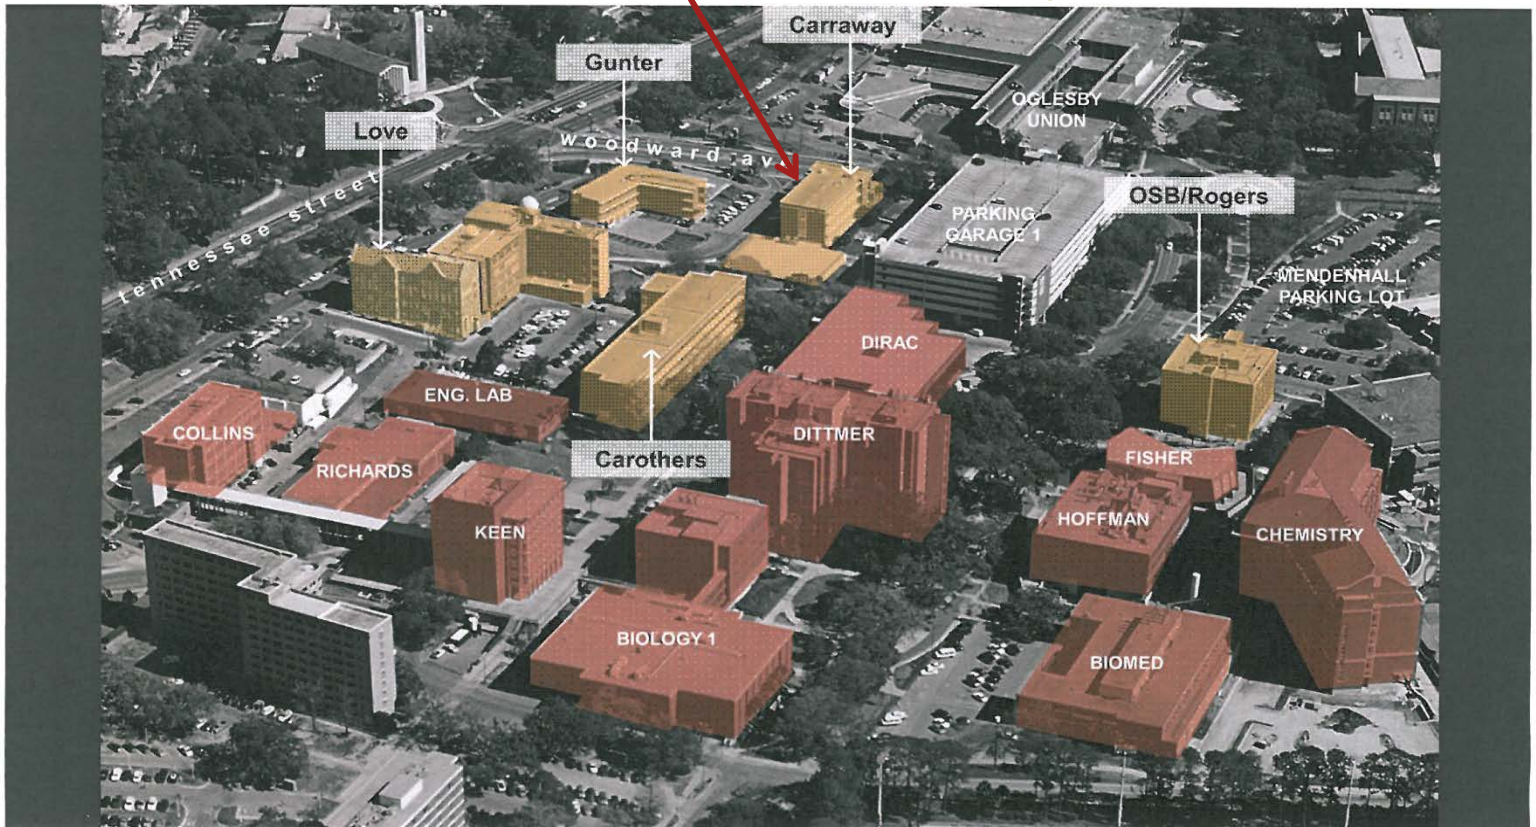 Carraway
Gunter
OGLESBY
UNION
Love
woodward av
tennessee street
OSB/Rogers
PARKING
GARAGE 1
MENDENHALL
PARKING LOT
DIRAC
ENG. LAB
COLLINS
DITTMER
Carothers
FISHER
RICHARDS
HOFFMAN
KEEN
CHEMISTRY
BIOLOGY 1
BIOMED